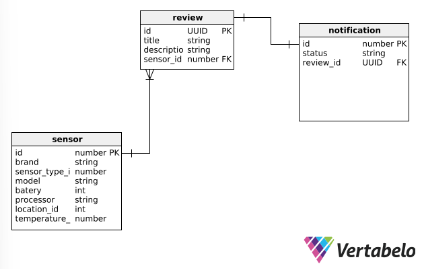 review
id UUID PK
title string
descriptio string
sensor_id number FK
notification
id number PK
status string
review_id UUID FK
sensor
id number PK
brand string
sensor_type_i number
model string
batery int
processor string
location_id int
temperature_ number
Vertabelo